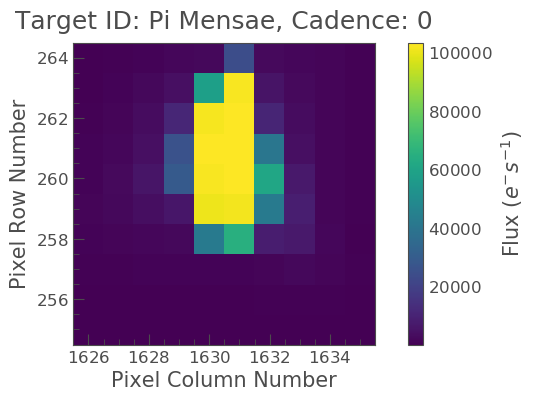 Target ID: Pi Mensae, Cadence: 0
264
262
260
258
256
1626 1628 1630 1632 1634
Pixel Row Number
Pixel Column Number
100000
80000
60000
40000
20000
Flux (e⁻s⁻¹)